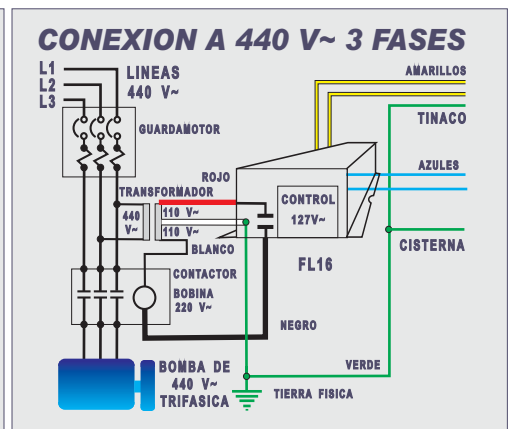 CONEXION A 440 V~ 3 FASES
L1
L2
L3
LINEAS
440 V~
AMARILLOS
TINACO
GUARDAMOTOR
AZULES
ROJO
TRANSFORMADOR
440
V~
110 V~
110 V~
CONTROL
127V~
BLANCO
CISTERNA
FL16
CONTACTOR
BOBINA
220 V~
NEGRO
VERDE
BOMBA DE
440 V~
TRIFASICA
TIERRA FISICA